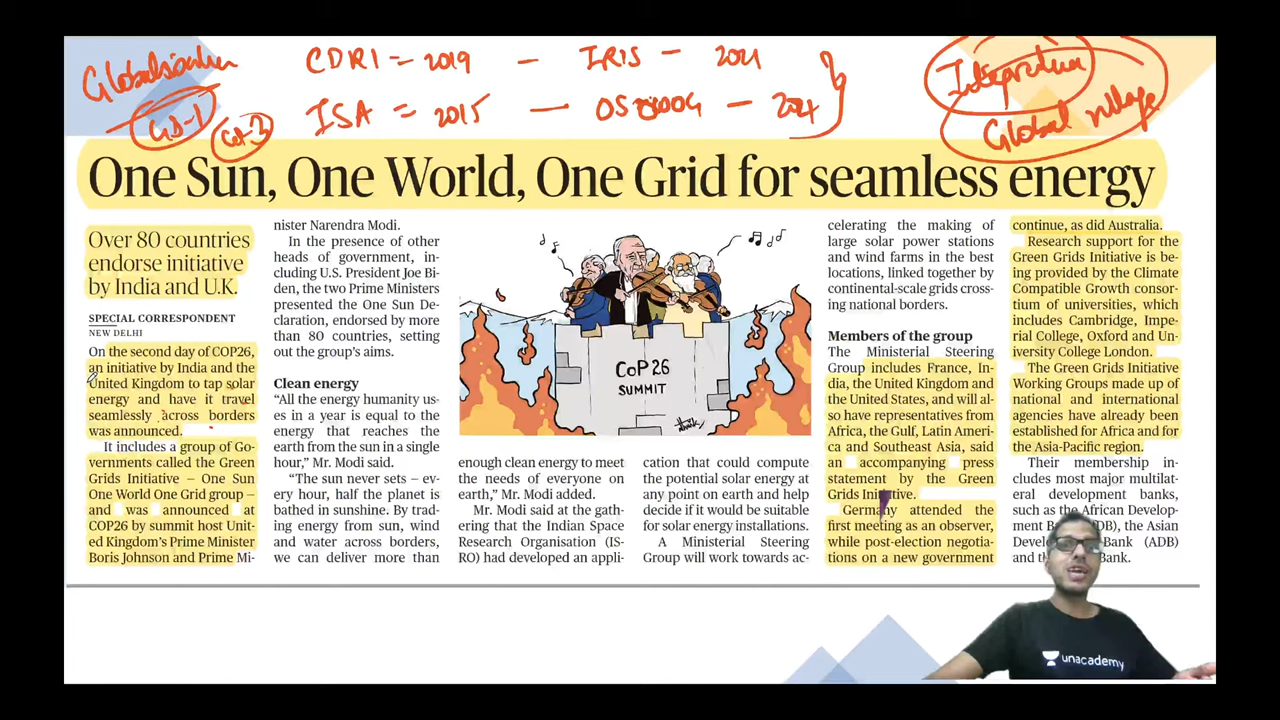 Globalisation
GS-1
GS-3
CDRI = 2019 - IRIS - 2021
ISA = 2015 - - 2021
Integration
Global village
One Sun, One World, One Grid for seamless energy
Over 80 countries
endorse initiative
by India and U.K.
SPECIAL CORRESPONDENT
NEW DELHI
On the second day of COP26,
an initiative by India and the
United Kingdom to tap solar
energy and have it travel
seamlessly across borders
was announced.
It includes a group of Go-
vernments called the Green
Grids Initiative – One Sun
One World One Grid group –
and was announced at
COP26 by summit host Unit-
ed Kingdom's Prime Minister
Boris Johnson and Prime Mi-
nister Narendra Modi.
In the presence of other
heads of government, in-
cluding U.S. President Joe Bi-
den, the two Prime Ministers
presented the One Sun De-
claration, endorsed by more
than 80 countries, setting
out the group's aims.
Clean energy
“All the energy humanity us-
es in a year is equal to the
energy that reaches the
earth from the sun in a single
hour,” Mr. Modi said.
“The sun never sets – ev-
ery hour, half the planet is
bathed in sunshine. By trad-
ing energy from sun, wind
and water across borders,
we can deliver more than
COP26
SUMMIT
enough clean energy to meet
the needs of everyone on
earth,” Mr. Modi added.
Mr. Modi said at the gath-
ering that the Indian Space
Research Organisation (IS-
RO) had developed an appli-
cation that could compute
the potential solar energy at
any point on earth and help
decide if it would be suitable
for solar energy installations.
A Ministerial Steering
Group will work towards ac-
celerating the making of
large solar power stations
and wind farms in the best
locations, linked together by
continental-scale grids cross-
ing national borders.
Members of the group
The Ministerial Steering
Group includes France, In-
dia, the United Kingdom and
the United States, and will al-
so have representatives from
Africa, the Gulf, Latin Ameri-
ca and Southeast Asia, said
an accompanying press
statement by the Green
Grids Initiative.
Germany attended the
first meeting as an observer,
while post-election negotia-
tions on a new government
continue, as did Australia.
Research support for the
Green Grids Initiative is be-
ing provided by the Climate
Compatible Growth consor-
tium of universities, which
includes Cambridge, Impe-
rial College, Oxford and Un-
iversity College London.
The Green Grids Initiative
Working Groups made up of
national and international
agencies have already been
established for Africa and for
the Asia-Pacific region.
Their membership in-
cludes most major multilat-
eral development banks,
such as the African Develop-
ment (DB), the Asian
Bank (ADB)
and Bank.
unacademy